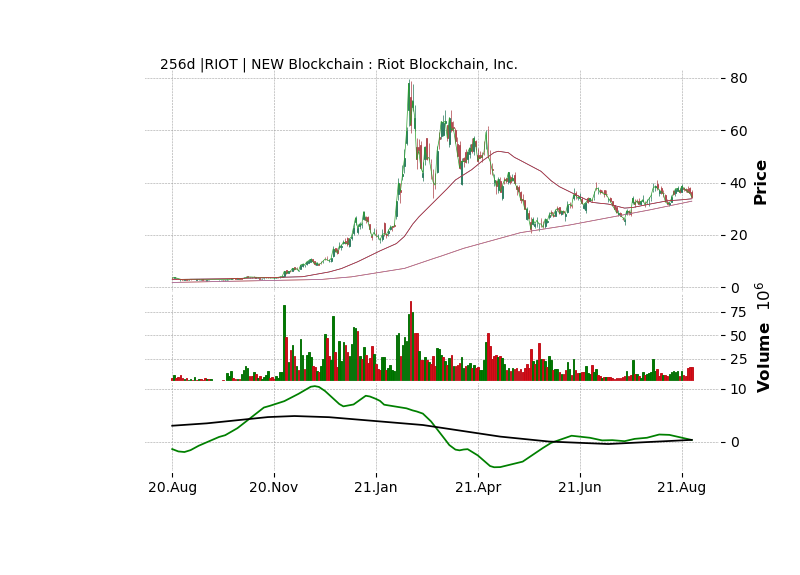 256d |RIOT | NEW Blockchain : Riot Blockchain, Inc.
80
60
40
20
0
Price
75
50
25
Volume 10⁶
10
0
20.Aug 20.Nov 21.Jan 21.Apr 21.Jun 21.Aug